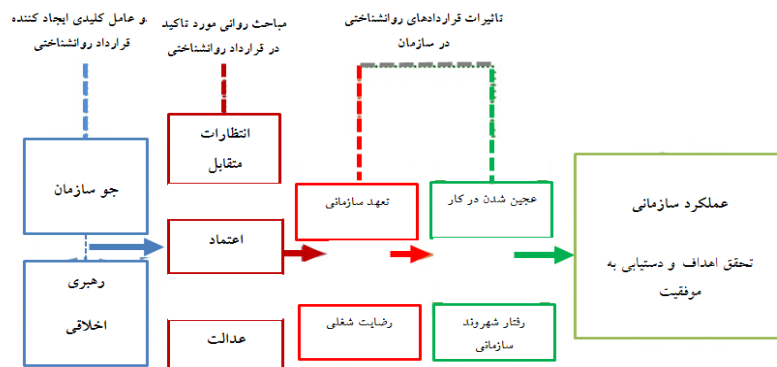 دو عامل کلیدی ایجاد کننده
قرارداد روانشناختی
مباحث روانی مورد تاکید
در قرارداد روانشناختی
تاثیرات قراردادهای روانشناختی
در سازمان
انتظارات
متقابل
جو سازمان
تعهد سازمانی
عجین شدن در کار
عملکرد سازمانی
تحقق اهداف و دستیابی به
موفقیت
اعتماد
رهبری
اخلاقی
عدالت
رضایت شغلی
رفتار شهروند
سازمانی